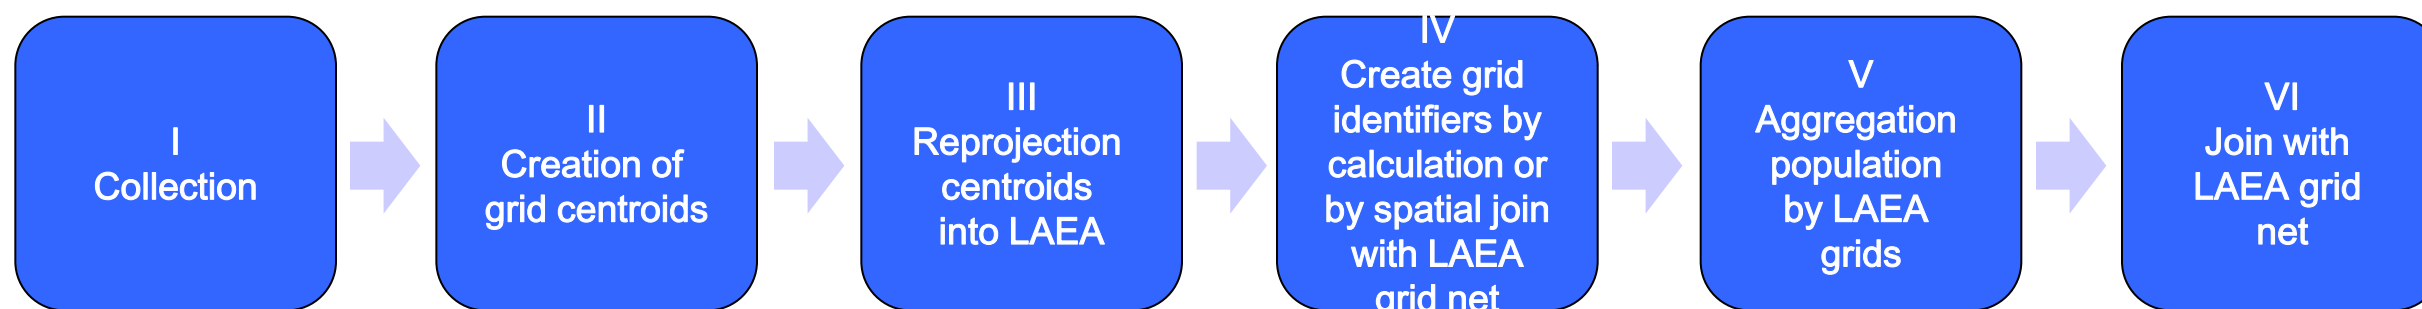 I
Collection
II
Creation of
grid centroids
III
Reprojection
centroids
into LAEA
IV
Create grid
identifiers by
calculation or
by spatial join
with LAEA
grid net
V
Aggregation
population
by LAEA
grids
VI
Join with
LAEA grid
net